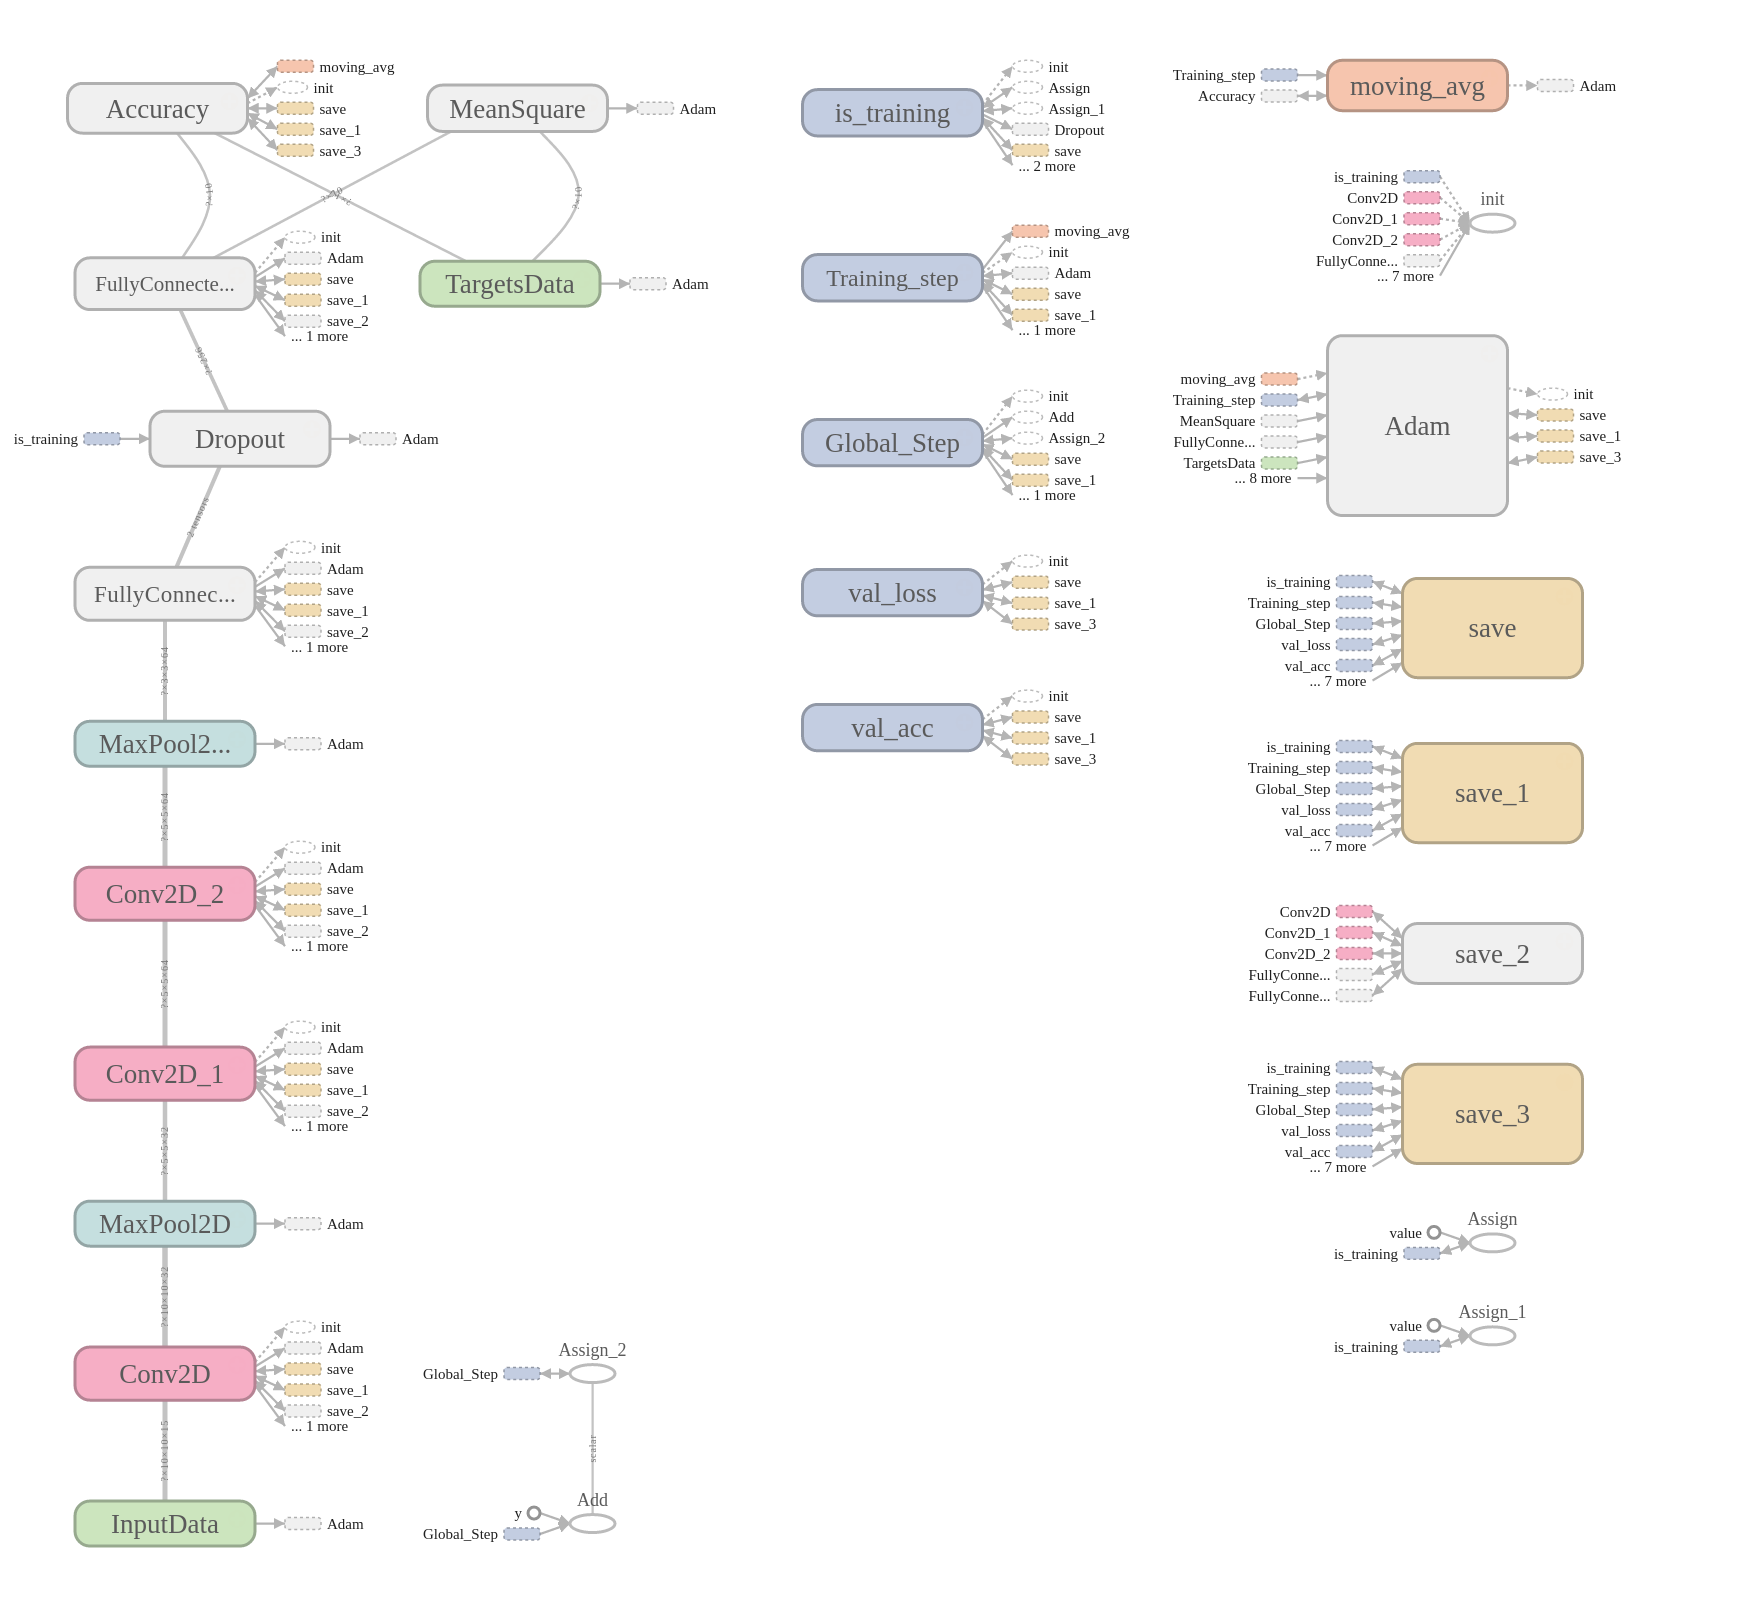 Accuracy
moving_avg
init
save
save_1
save_3
MeanSquare
Adam
?×10
?×10
?×10
?×10
FullyConnecte...
init
Adam
save
save_1
save_2
... 1 more
TargetsData
Adam
?×256
is_training
Dropout
Adam
2 tensors
FullyConnec...
init
Adam
save
save_1
save_2
... 1 more
?×3×3×64
MaxPool2...
Adam
?×5×5×64
Conv2D_2
init
Adam
save
save_1
save_2
... 1 more
?×5×5×64
Conv2D_1
init
Adam
save
save_1
save_2
... 1 more
?×5×5×32
MaxPool2D
Adam
?×10×10×32
Conv2D
init
Adam
save
save_1
save_2
... 1 more
?×10×10×15
InputData
Adam
Assign_2
Global_Step
scalar
Add
y
Global_Step
is_training
init
Assign
Assign_1
Dropout
save
... 2 more
Training_step
moving_avg
init
Adam
save
save_1
... 1 more
Global_Step
init
Add
Assign_2
save
save_1
... 1 more
val_loss
init
save
save_1
save_3
val_acc
init
save
save_1
save_3
Training_step
Accuracy
moving_avg
Adam
is_training
Conv2D
Conv2D_1
Conv2D_2
FullyConne...
... 7 more
init
moving_avg
Training_step
MeanSquare
FullyConne...
TargetsData
... 8 more
Adam
init
save
save_1
save_3
is_training
Training_step
Global_Step
val_loss
val_acc
... 7 more
save
is_training
Training_step
Global_Step
val_loss
val_acc
... 7 more
save_1
Conv2D
Conv2D_1
Conv2D_2
FullyConne...
FullyConne...
save_2
is_training
Training_step
Global_Step
val_loss
val_acc
... 7 more
save_3
Assign
value
is_training
Assign_1
value
is_training